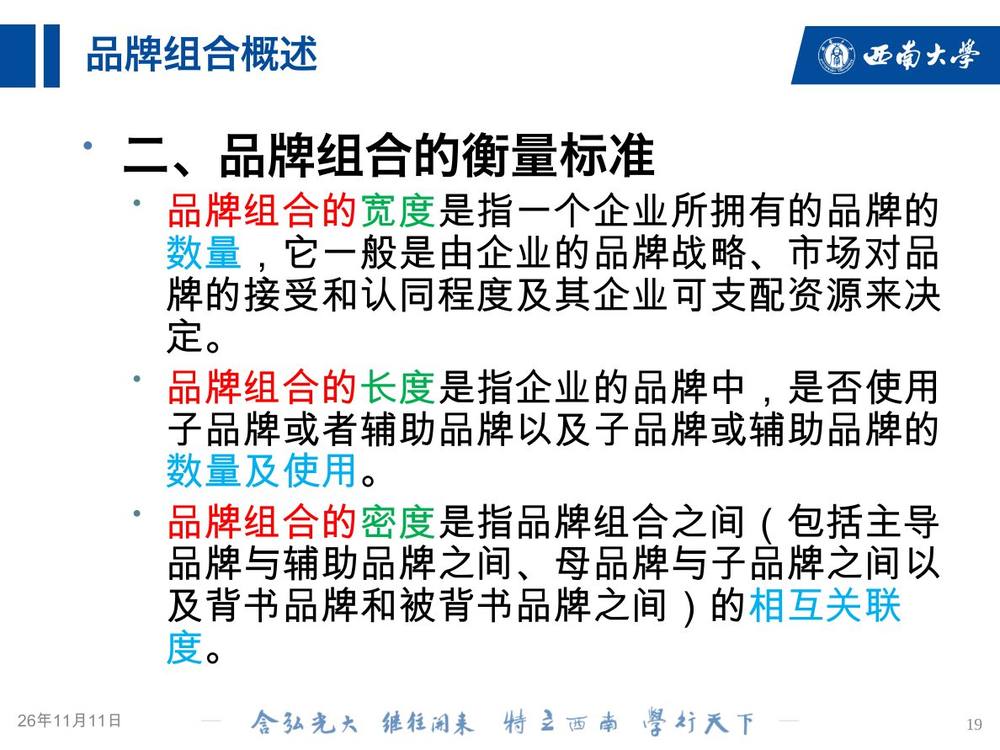 品牌组合概述
西南大学
• 二、品牌组合的衡量标准
• 品牌组合的宽度是指一个企业所拥有的品牌的
数量，它一般是由企业的品牌战略、市场对品
牌的接受和认同程度及其企业可支配资源来决
定。
• 品牌组合的长度是指企业的品牌中，是否使用
子品牌或者辅助品牌以及子品牌或辅助品牌的
数量及使用。
• 品牌组合的密度是指品牌组合之间（包括主导
品牌与辅助品牌之间、母品牌与子品牌之间以
及背书品牌和被背书品牌之间）的相互关联
度。
26年11月11日
含弘光大 继往开来 特立西南 學行天下
19